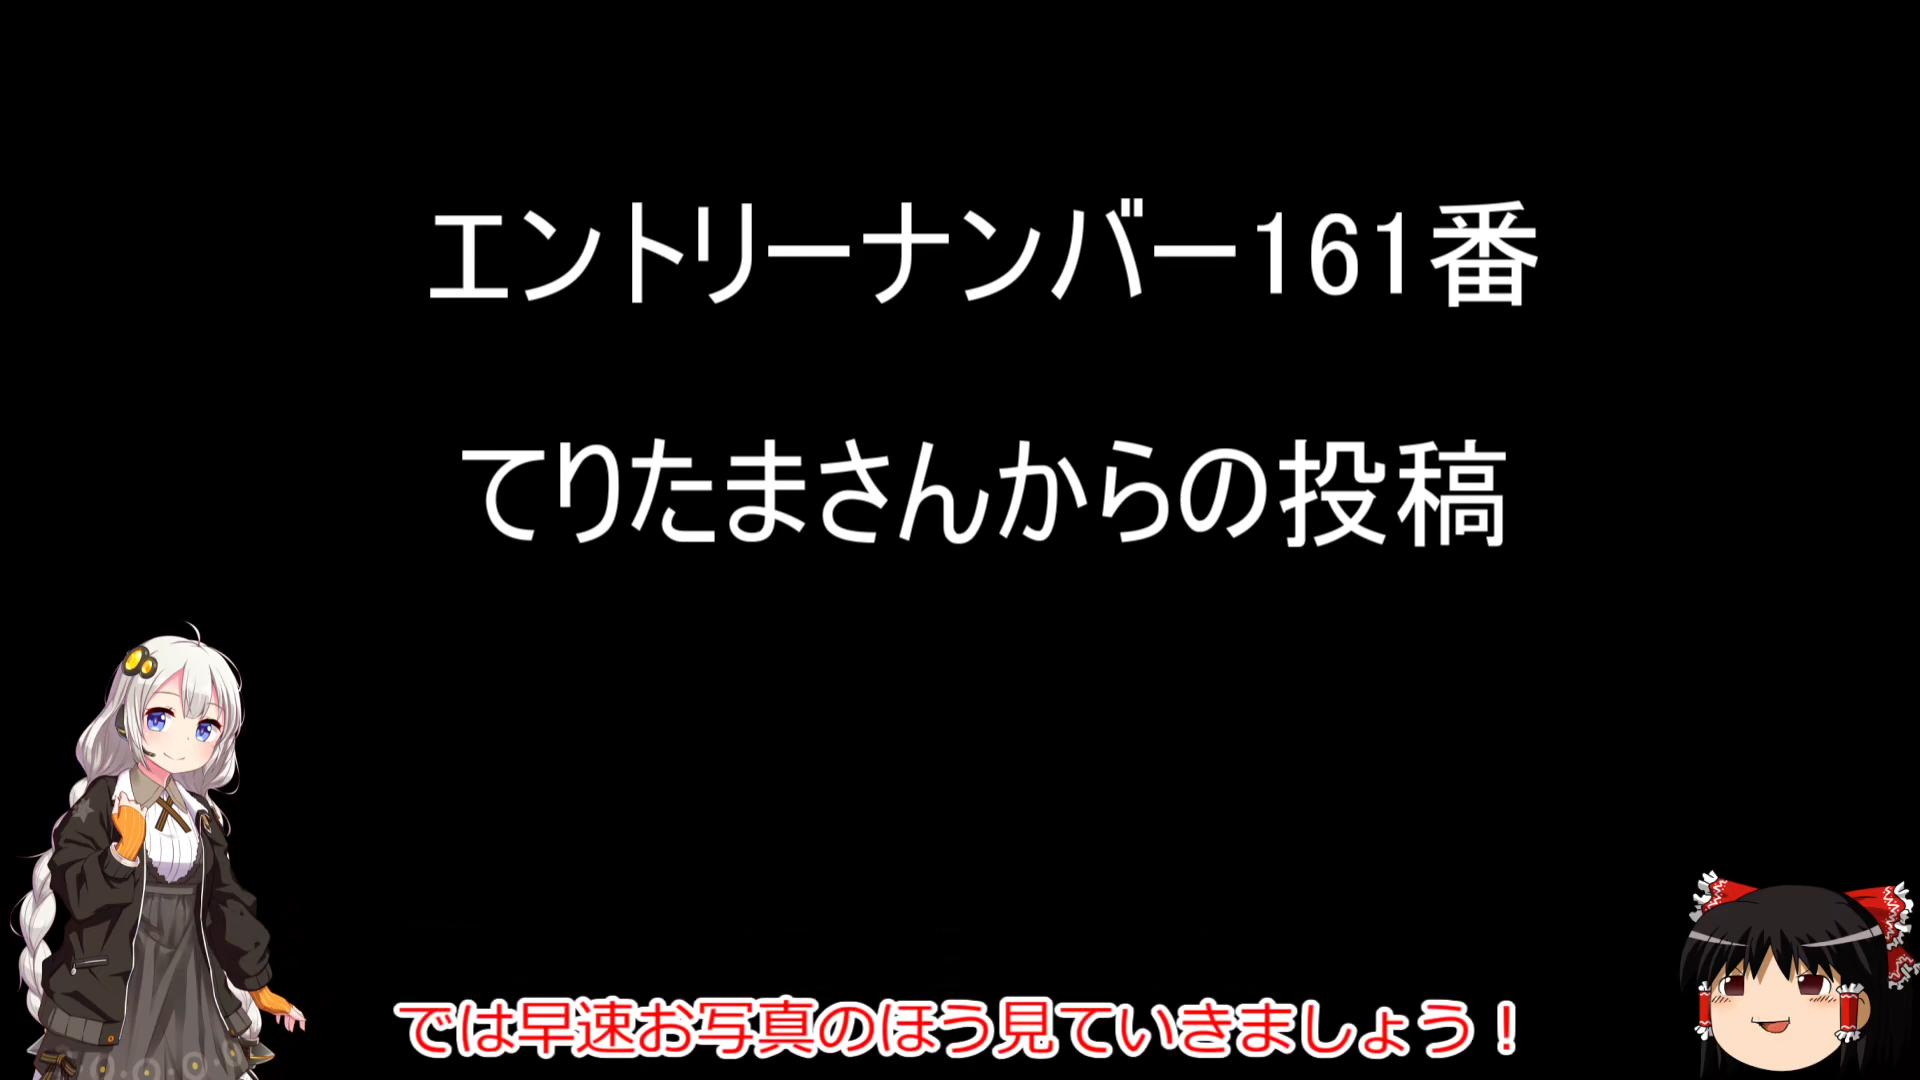 エントリーナンバー161番
てりたまさんからの投稿
では早速お写真のほう見ていきましょう！